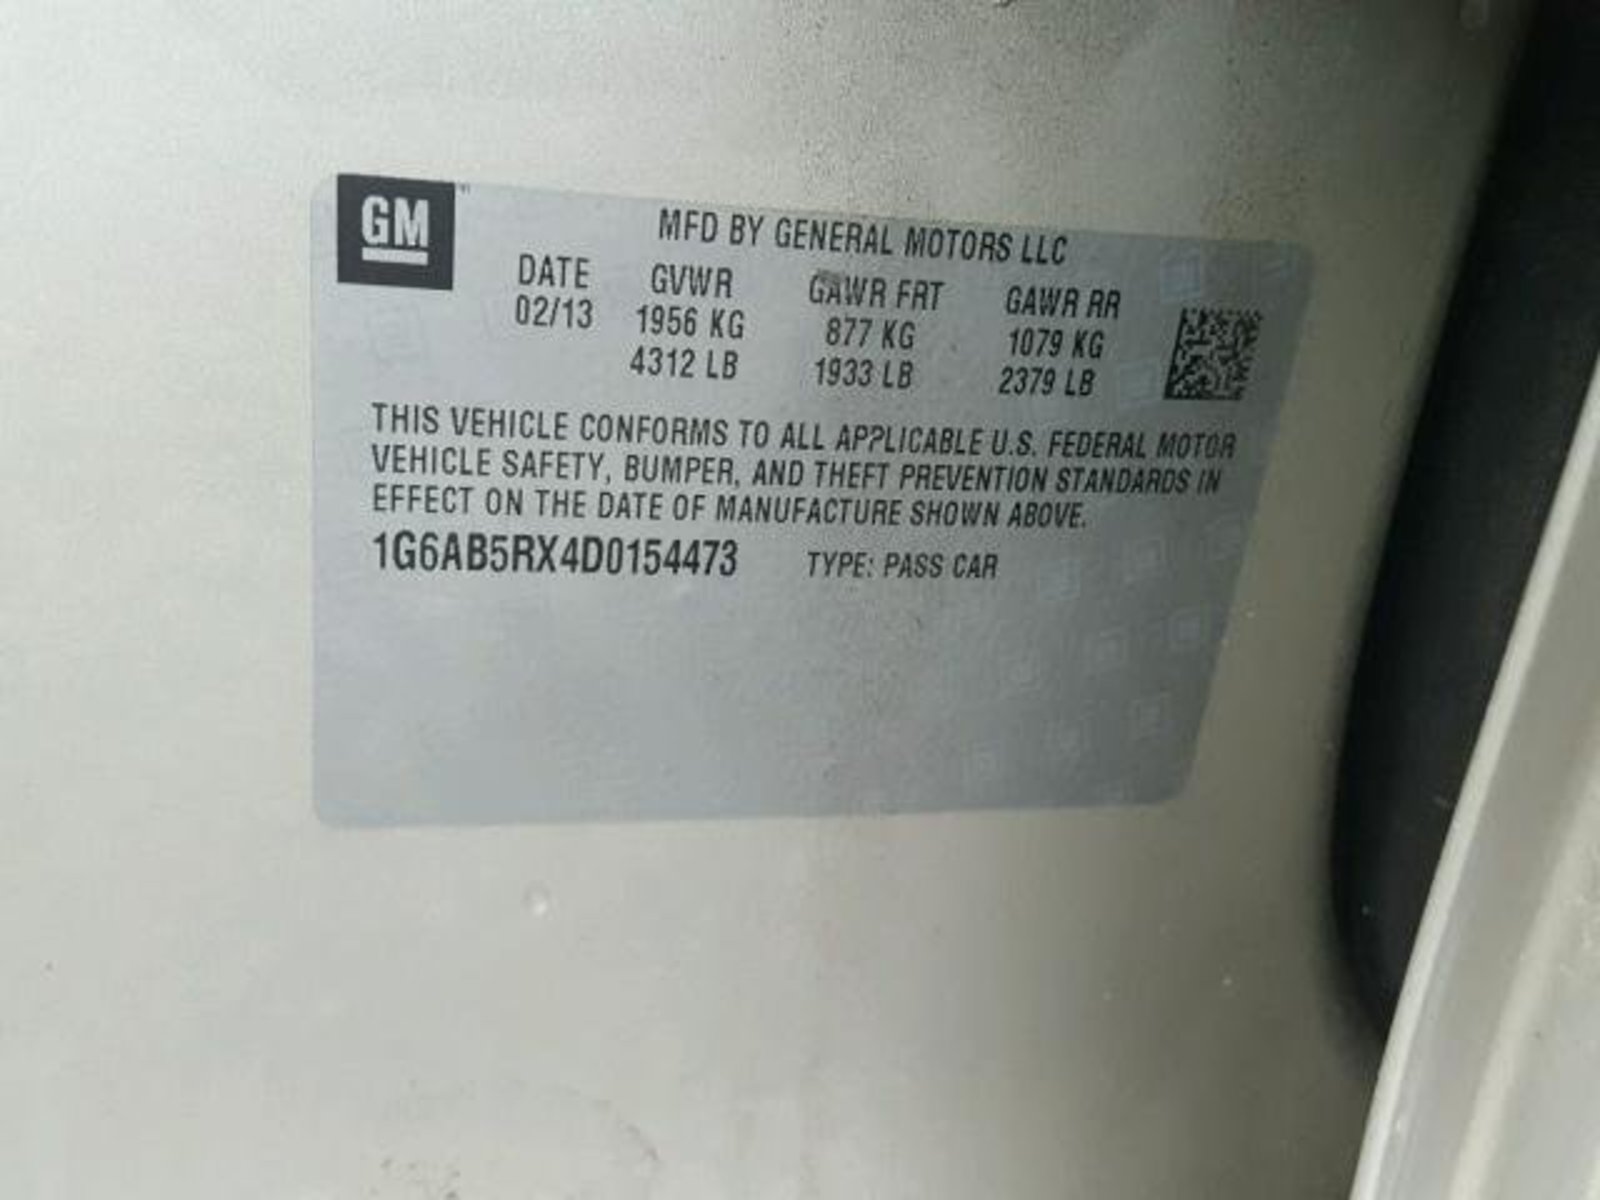 GM
MFD BY GENERAL MOTORS LLC
DATE GVWR GAWR FRT GAWR RR
02/13 1956 KG 877 KG 1079 KG
4312 LB 1933 LB 2379 LB
THIS VEHICLE CONFORMS TO ALL APPLICABLE U.S. FEDERAL MOTOR
VEHICLE SAFETY, BUMPER, AND THEFT PREVENTION STANDARDS IN
EFFECT ON THE DATE OF MANUFACTURE SHOWN ABOVE.
1G6AB5RX4D0154473 TYPE: PASS CAR